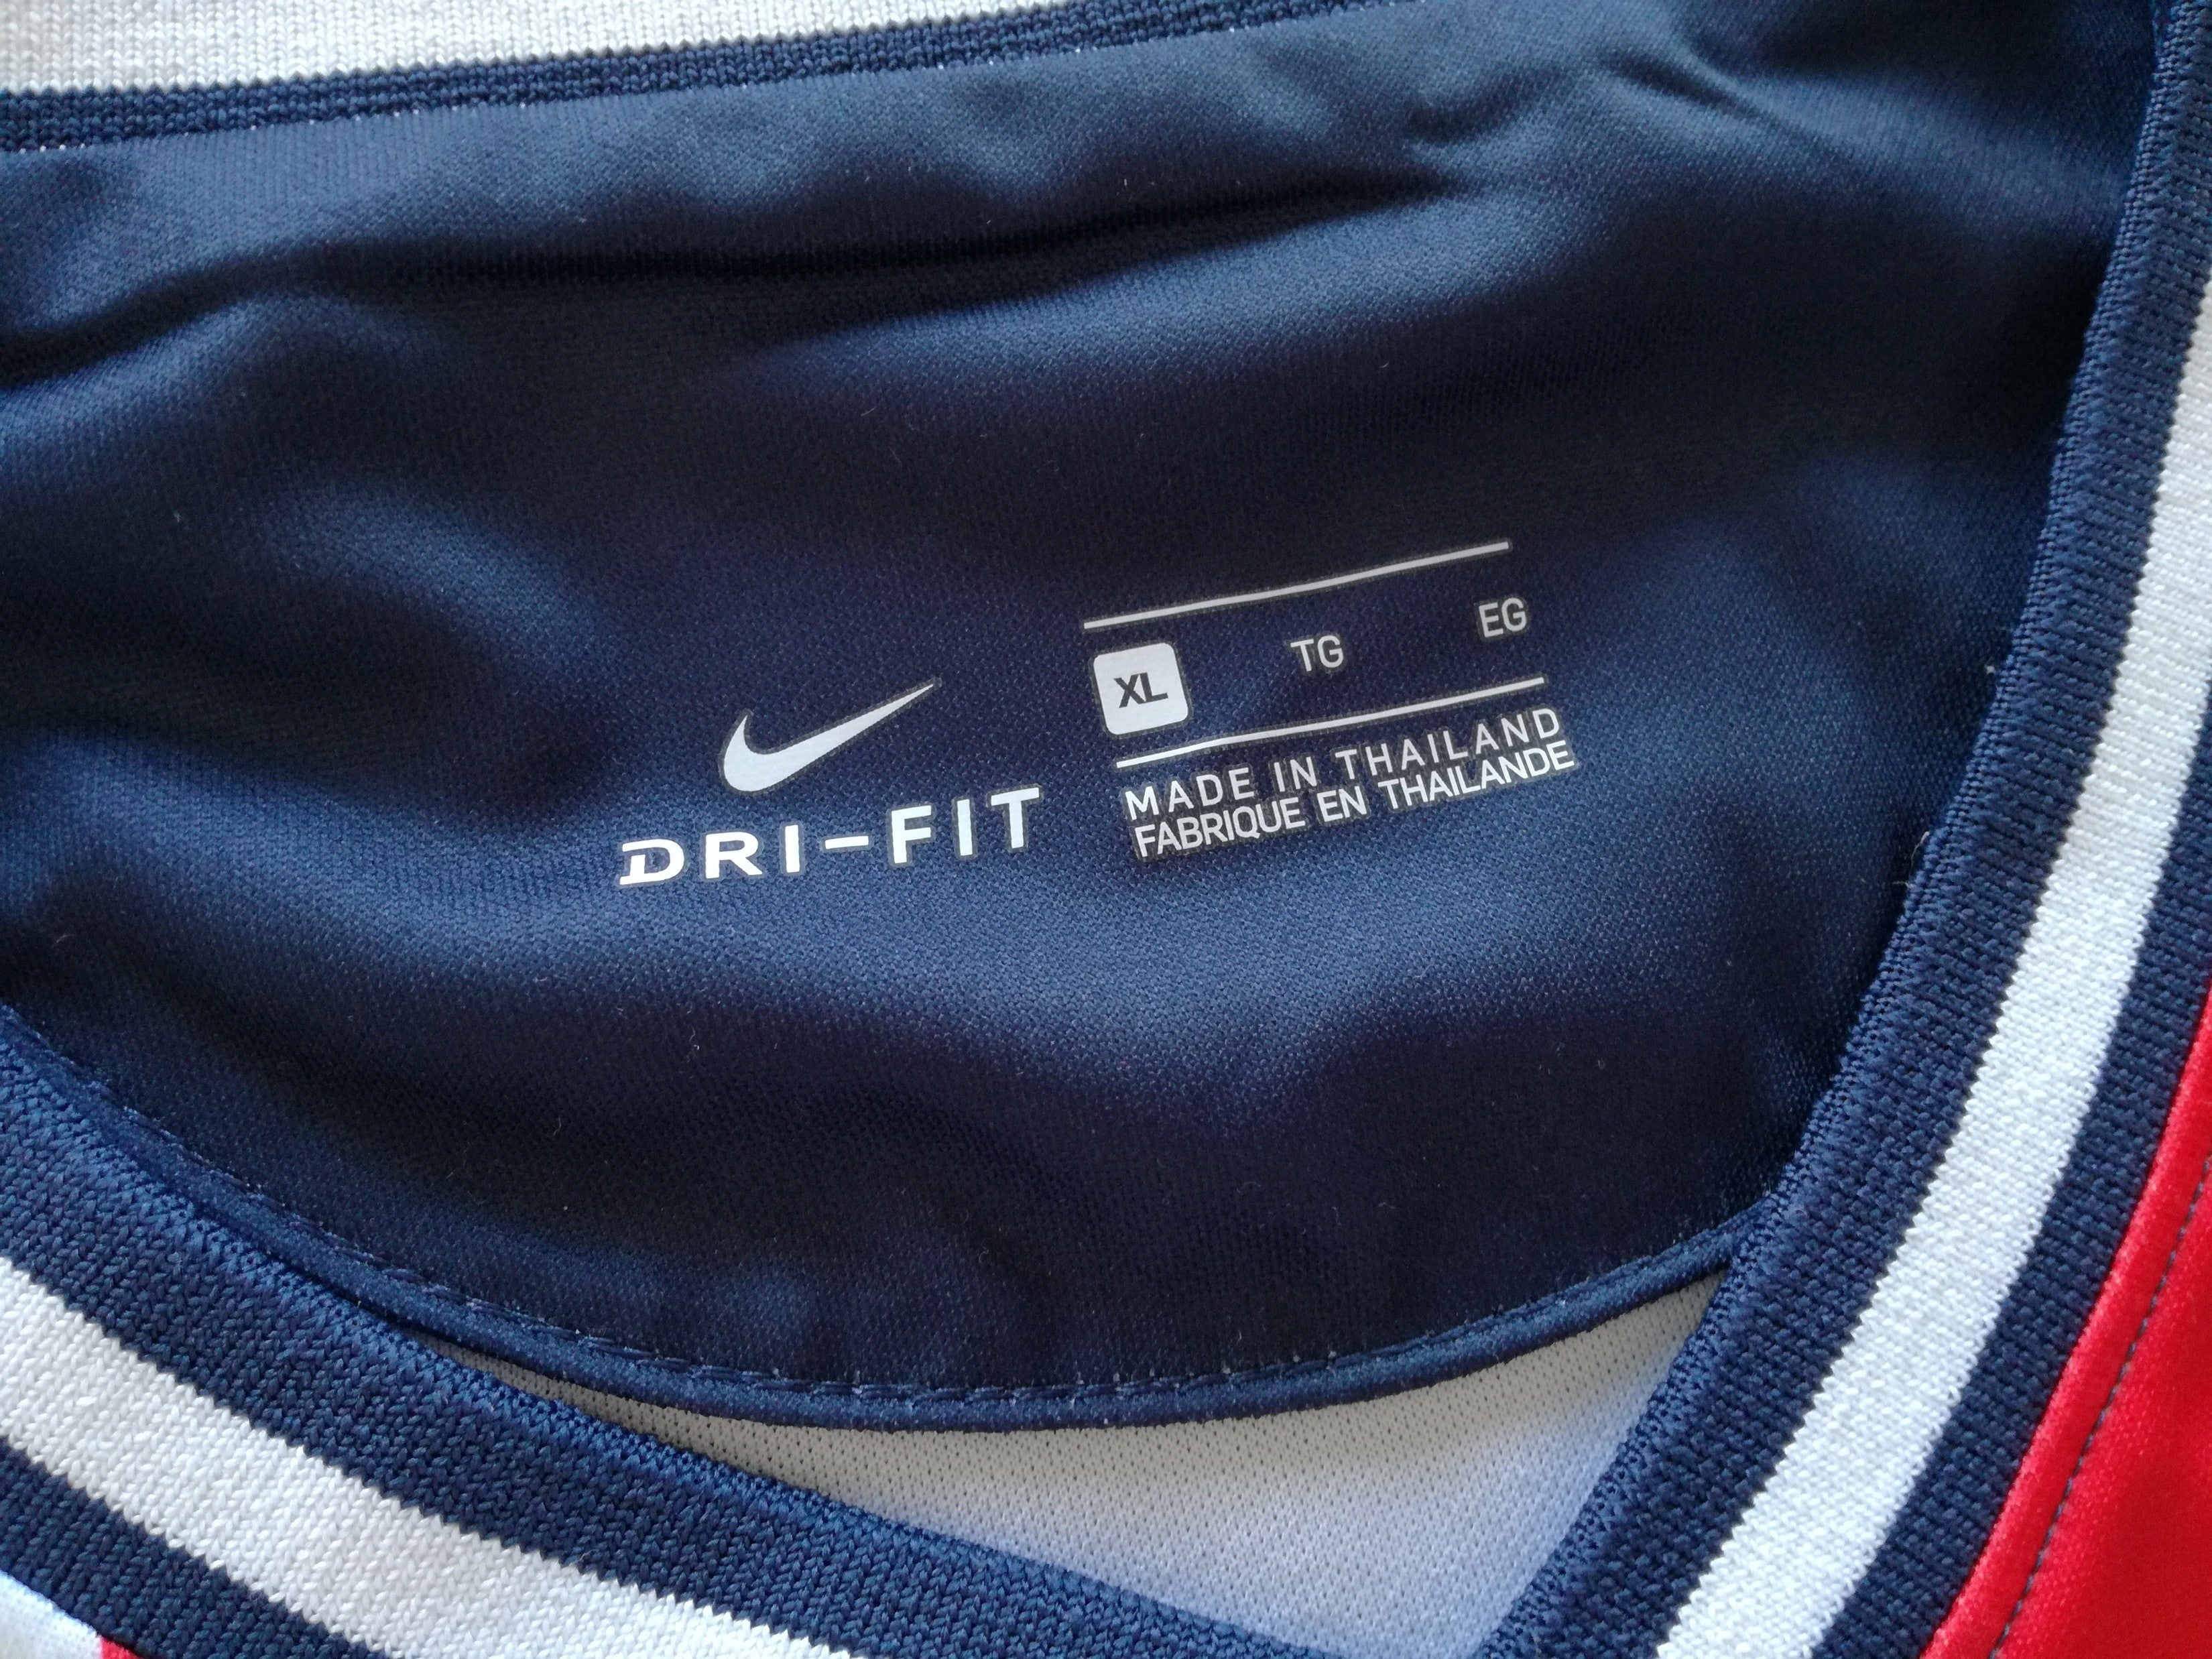 XL TG EG
DRI-FIT
MADE IN THAILAND
FABRIQUE EN THAILANDE